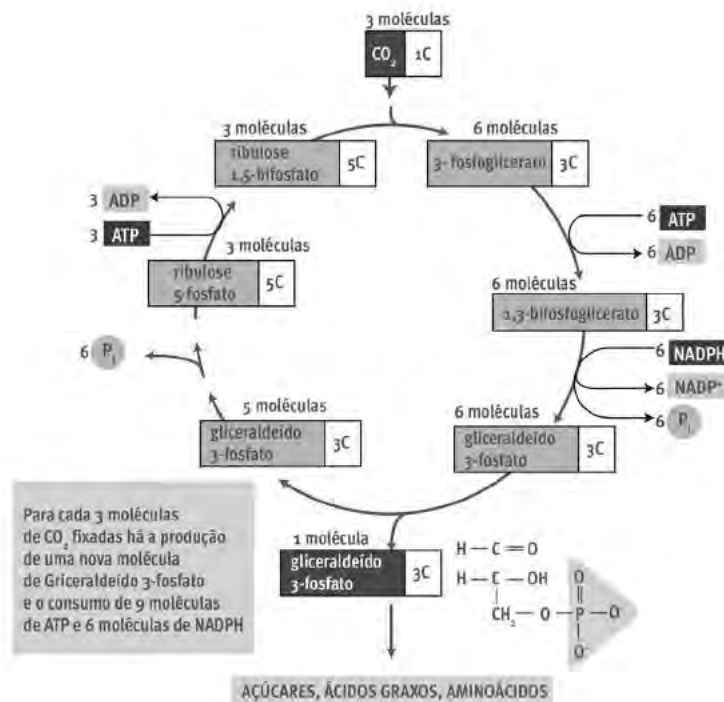 3 moléculas
CO₂ 1C
3 moléculas
ribulose
1,5-bifosfato
5C
6 moléculas
3-fosfoglicerato
3C
3 ADP
3 ATP
6 ATP
6 ADP
3 moléculas
ribulose
5-fosfato
5C
6 moléculas
1,3-bifosfoglicerato
3C
6 Pi
6 NADPH
6 NADP⁺
6 Pi
5 moléculas
gliceraldeído
3-fosfato
3C
6 moléculas
gliceraldeído
3-fosfato
3C
Para cada 3 moléculas
de CO₂ fixadas há a produção
de uma nova molécula
de Griceraldeído 3-fosfato
e o consumo de 9 moléculas
de ATP e 6 moléculas de NADPH
1 molécula
gliceraldeído
3-fosfato
3C
H — C = O
H — C — OH
CH₂ — O — P — O⁻
O
O⁻
AÇÚCARES, ÁCIDOS GRAXOS, AMINOÁCIDOS